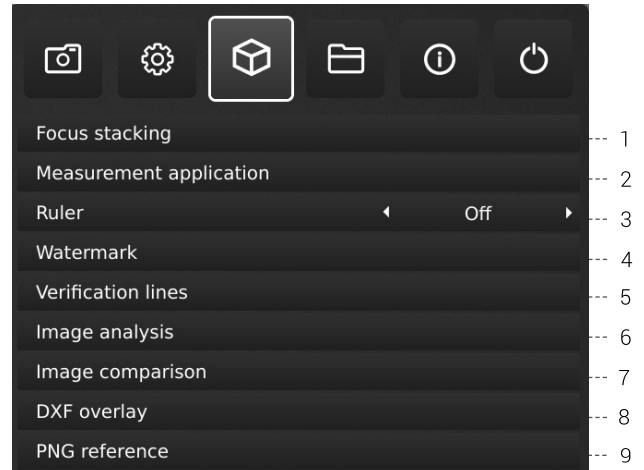 Focus stacking 1
Measurement application 2
Ruler Off 3
Watermark 4
Verification lines 5
Image analysis 6
Image comparison 7
DXF overlay 8
PNG reference 9